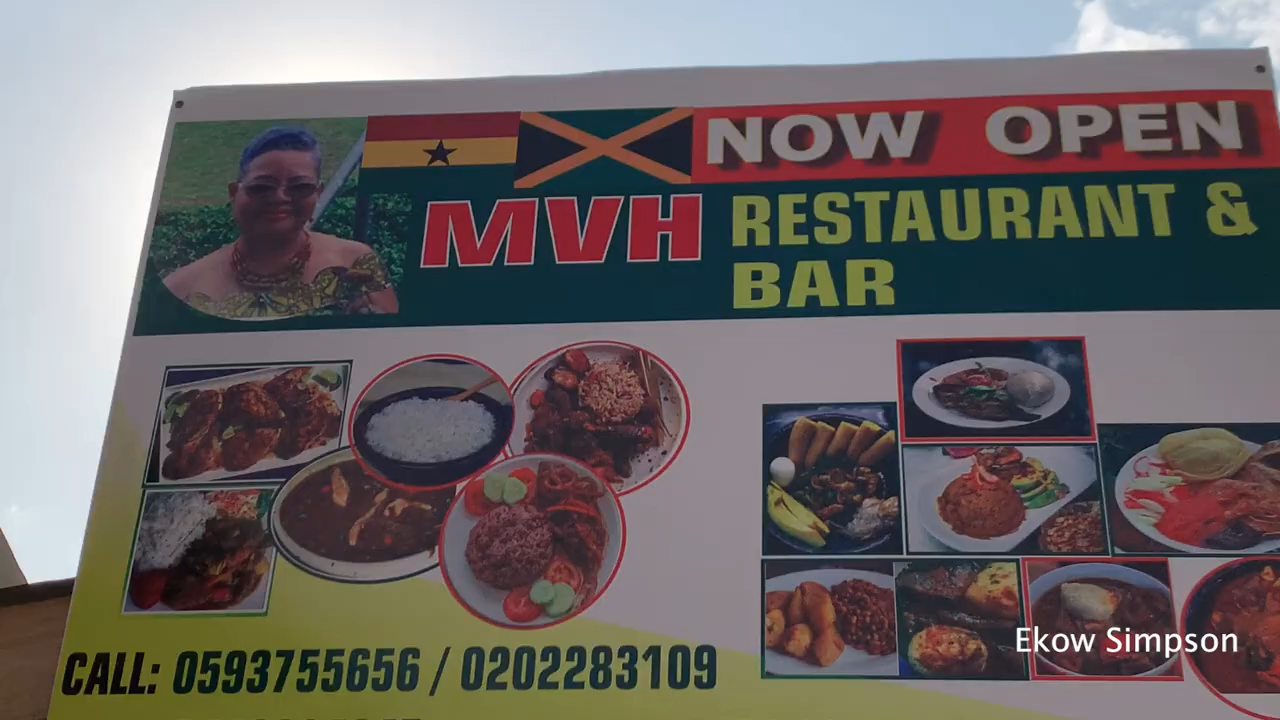 NOW OPEN
MVH RESTAURANT &
BAR
CALL: 0593755656 / 0202283109
Ekow Simpson